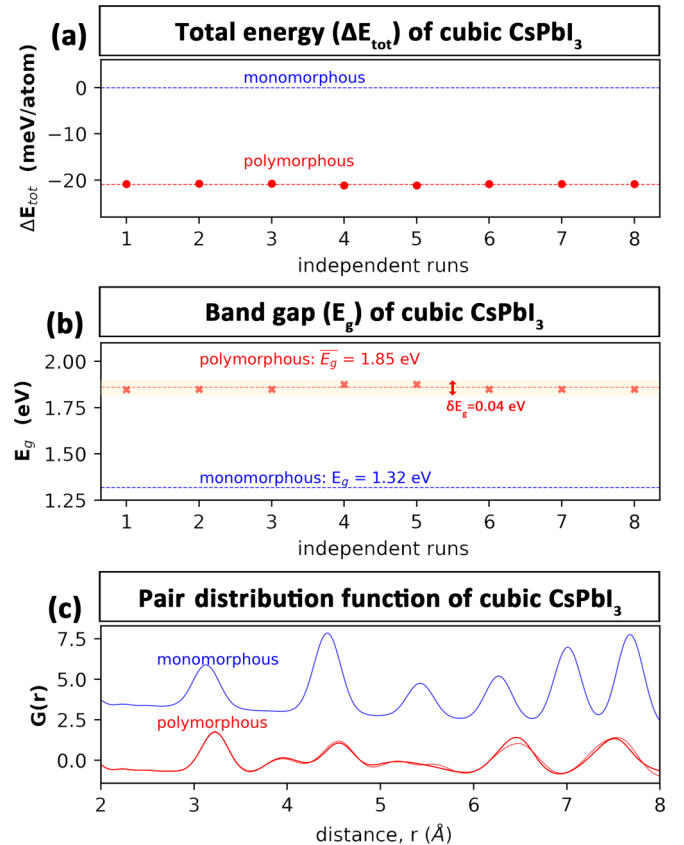 (a) Total energy (ΔE_tot) of cubic CsPbI₃
monomorphous
polymorphous
0
−10
−20
ΔE_tot (meV/atom)
1 2 3 4 5 6 7 8
independent runs
(b) Band gap (E_g) of cubic CsPbI₃
polymorphous: E̅_g̅ = 1.85 eV
δE_g=0.04 eV
monomorphous: E_g = 1.32 eV
2.00
1.75
1.50
1.25
E_g (eV)
1 2 3 4 5 6 7 8
independent runs
(c) Pair distribution function of cubic CsPbI₃
monomorphous
polymorphous
7.5
5.0
2.5
0.0
G(r)
2 3 4 5 6 7 8
distance, r (Å)